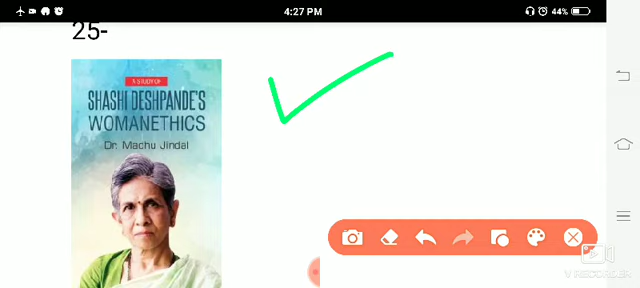 4:27 PM
44%
25-
A STUDY OF
SHASHI DESHPANDE'S
WOMANETHICS
Dr. Machu Jindal
V RECORDER